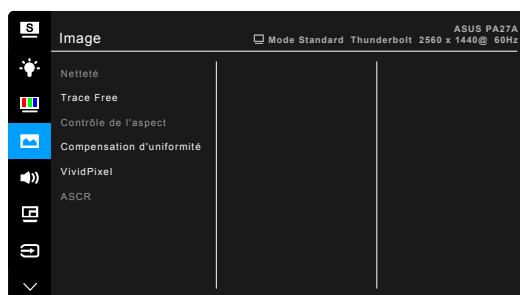 S
Image
ASUS PA27A
Mode Standard Thunderbolt 2560 x 1440@ 60Hz
Netteté
Trace Free
Contrôle de l'aspect
Compensation d'uniformité
VividPixel
ASCR